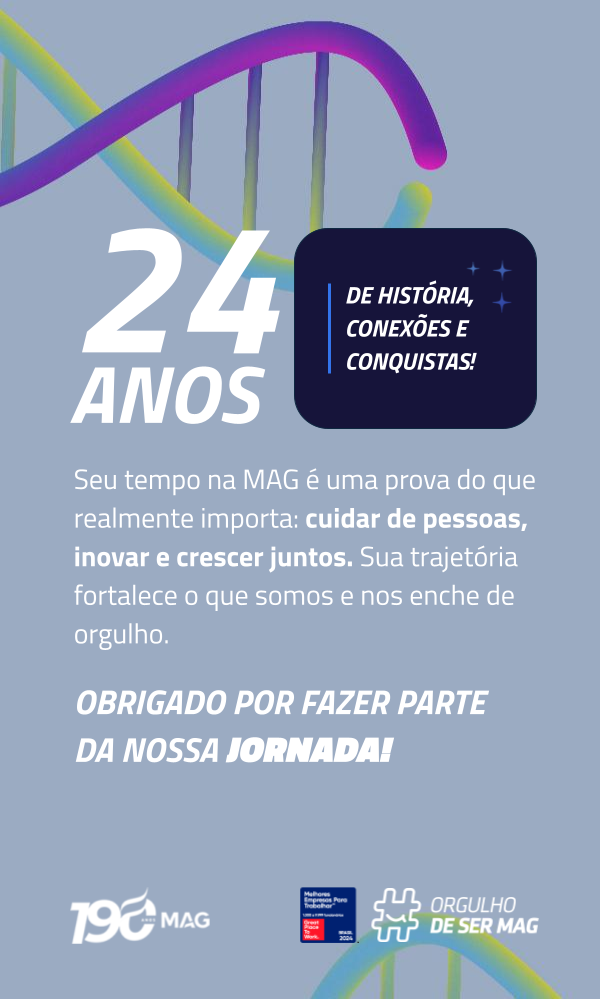 24
ANOS
DE HISTÓRIA,
CONEXÕES E
CONQUISTAS!
Seu tempo na MAG é uma prova do que
realmente importa: cuidar de pessoas,
inovar e crescer juntos. Sua trajetória
fortalece o que somos e nos enche de
orgulho.
OBRIGADO POR FAZER PARTE
DA NOSSA JORNADA!
190 ANOS MAG
Melhores
Empresas Para
Trabalhar
Great
Place
To
Work.
BRASIL
2024
ORGULHO
DE SER MAG